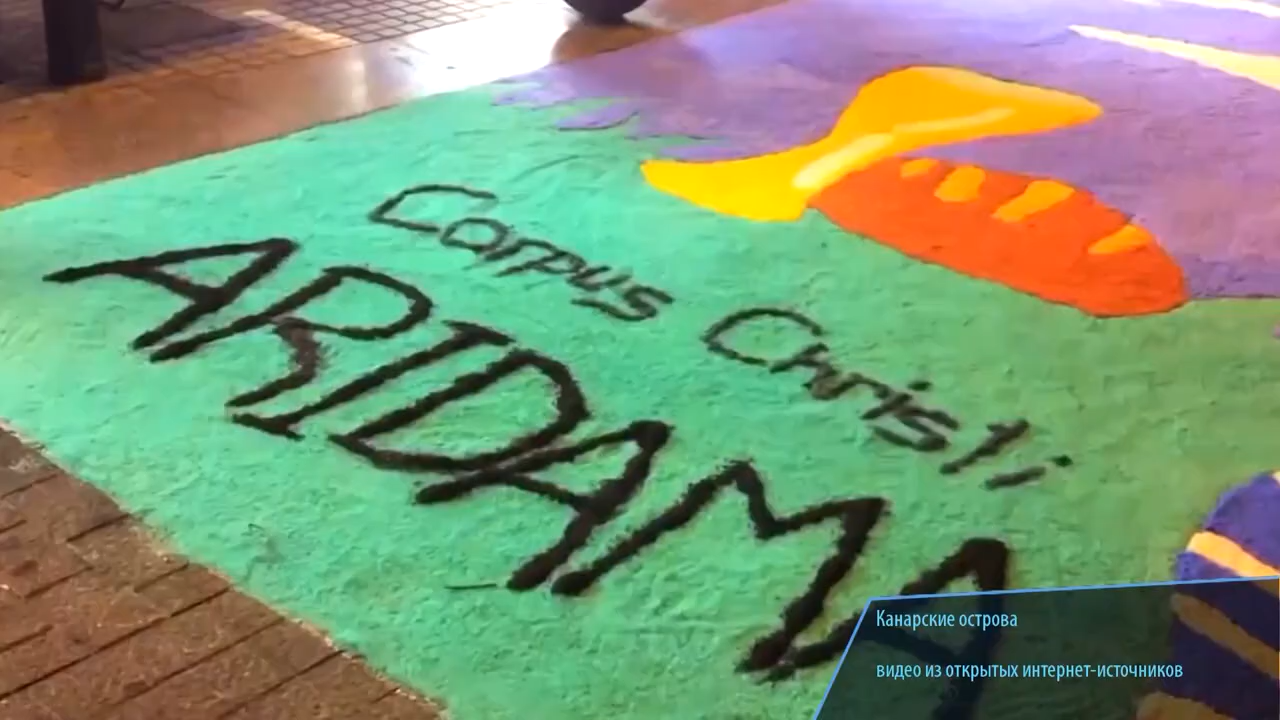 Corpus Christi
ARIDAMA
Канарские острова
видео из открытых интернет-источников